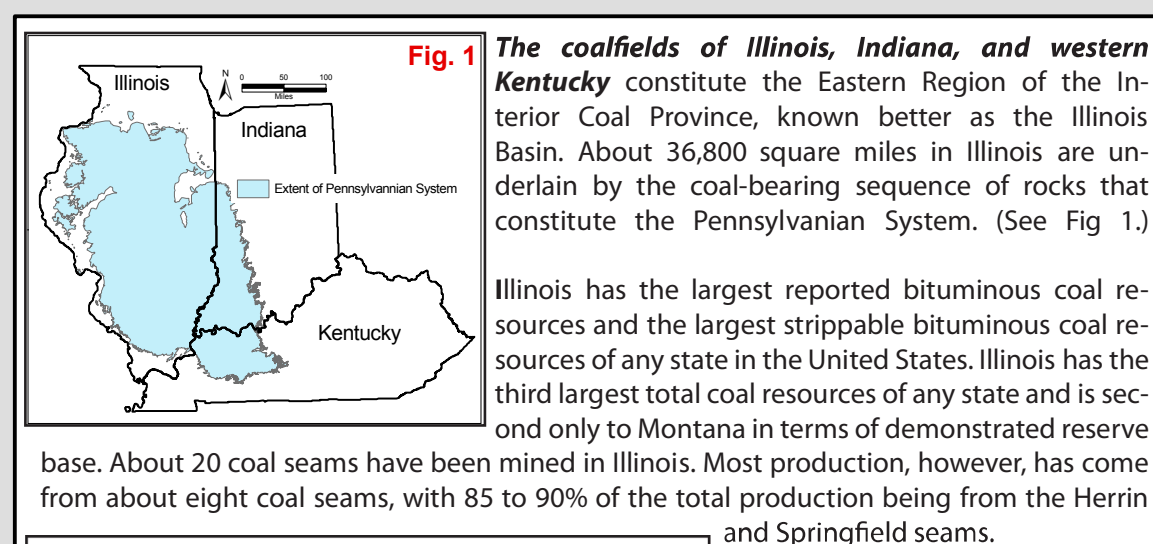 Fig. 1
Illinois
N
0 50 100
Miles
Indiana
Extent of Pennsylvannian System
Kentucky
The coalfields of Illinois, Indiana, and western
Kentucky constitute the Eastern Region of the In-
terior Coal Province, known better as the Illinois
Basin. About 36,800 square miles in Illinois are un-
derlain by the coal-bearing sequence of rocks that
constitute the Pennsylvanian System. (See Fig 1.)
Illinois has the largest reported bituminous coal re-
sources and the largest strippable bituminous coal re-
sources of any state in the United States. Illinois has the
third largest total coal resources of any state and is sec-
ond only to Montana in terms of demonstrated reserve
base. About 20 coal seams have been mined in Illinois. Most production, however, has come
from about eight coal seams, with 85 to 90% of the total production being from the Herrin
and Springfield seams.